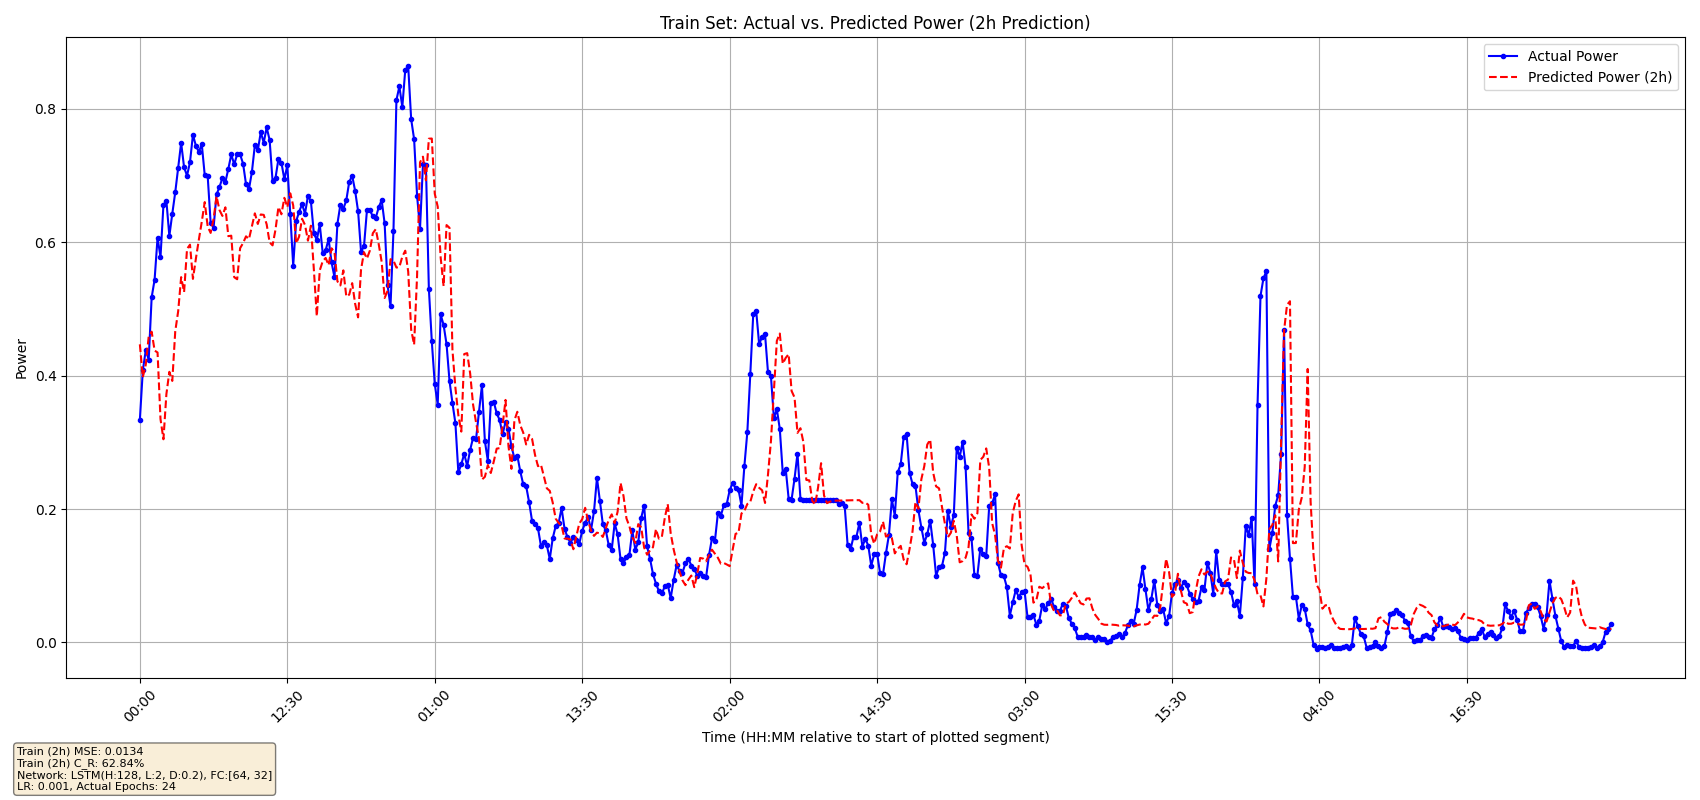 Train Set: Actual vs. Predicted Power (2h Prediction)
Actual Power
Predicted Power (2h)
Power
0.8
0.6
0.4
0.2
0.0
00:00
12:30
01:00
13:30
02:00
14:30
03:00
15:30
04:00
16:30
Time (HH:MM relative to start of plotted segment)
Train (2h) MSE: 0.0134
Train (2h) C_R: 62.84%
Network: LSTM(H:128, L:2, D:0.2), FC:[64, 32]
LR: 0.001, Actual Epochs: 24